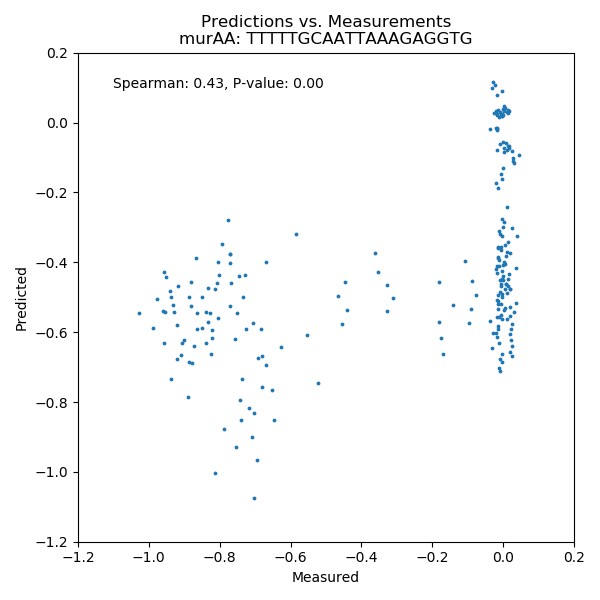 Predictions vs. Measurements
murAA: TTTTTGCAATTAAAGAGGTG
Spearman: 0.43, P-value: 0.00
0.2
0.0
−0.2
−0.4
−0.6
−0.8
−1.0
−1.2
Predicted
−1.2 −1.0 −0.8 −0.6 −0.4 −0.2 0.0 0.2
Measured